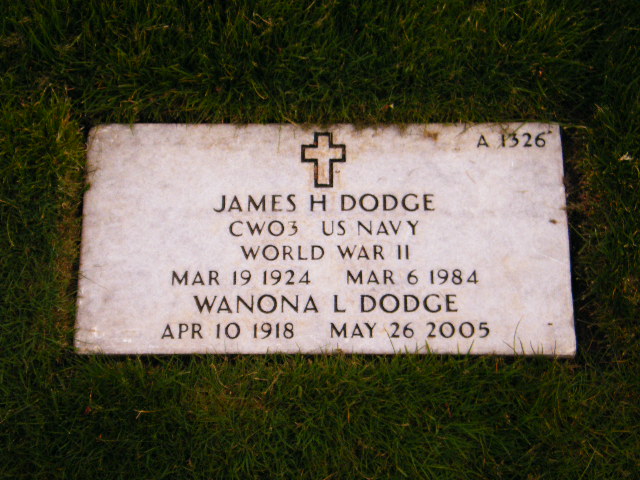 A 1326
JAMES H DODGE
CWO3 US NAVY
WORLD WAR II
MAR 19 1924 MAR 6 1984
WANONA L DODGE
APR 10 1918 MAY 26 2005